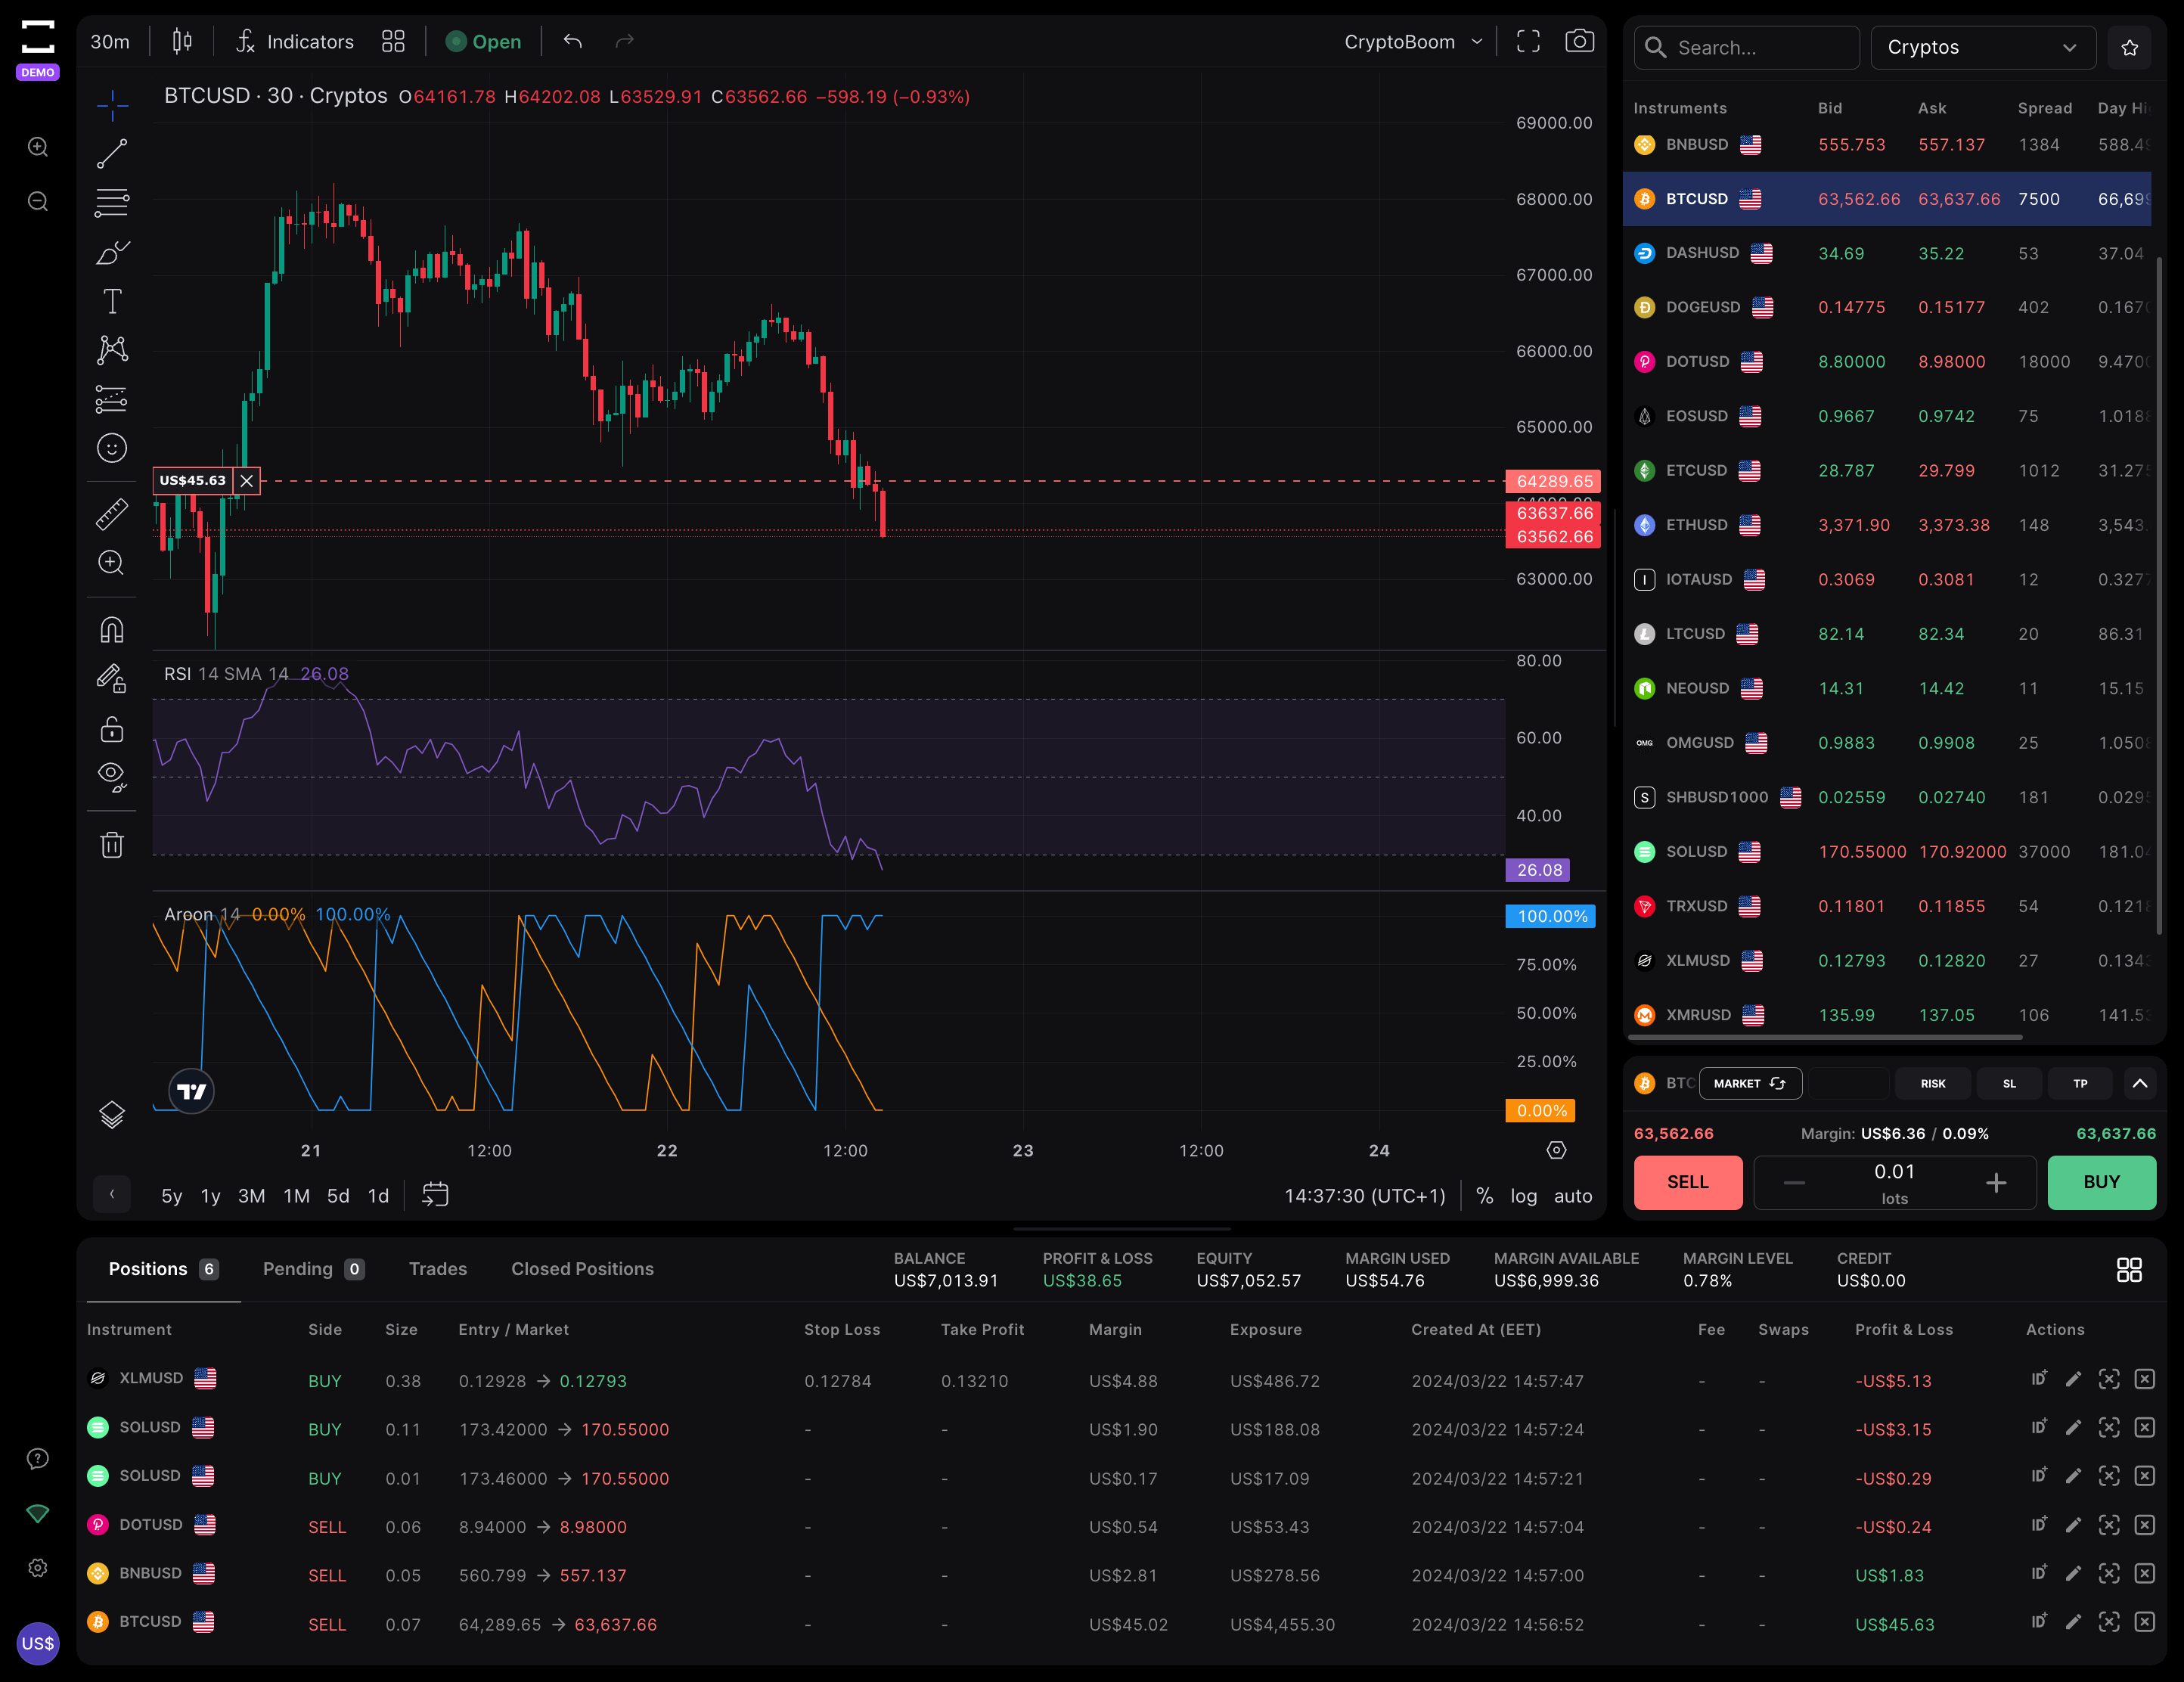 DEMO
30m Indicators Open CryptoBoom
BTCUSD · 30 · Cryptos O64161.78 H64202.08 L63529.91 C63562.66 −598.19 (−0.93%)
69000.00
68000.00
67000.00
66000.00
65000.00
US$45.63
64289.65
63637.66
63562.66
63000.00
RSI 14 SMA 14 26.08
80.00
60.00
40.00
26.08
Aroon 14 0.00% 100.00%
100.00%
75.00%
50.00%
25.00%
0.00%
21 12:00 22 12:00 23 12:00 24
5y 1y 3M 1M 5d 1d 14:37:30 (UTC+1) % log auto
Search... Cryptos
Instruments Bid Ask Spread Day Hi
BNBUSD 555.753 557.137 1384 588.49
BTCUSD 63,562.66 63,637.66 7500 66,699
DASHUSD 34.69 35.22 53 37.04
DOGEUSD 0.14775 0.15177 402 0.1670
DOTUSD 8.80000 8.98000 18000 9.4700
EOSUSD 0.9667 0.9742 75 1.0188
ETCUSD 28.787 29.799 1012 31.275
ETHUSD 3,371.90 3,373.38 148 3,543.
I IOTAUSD 0.3069 0.3081 12 0.3277
LTCUSD 82.14 82.34 20 86.31
NEOUSD 14.31 14.42 11 15.15
OMG OMGUSD 0.9883 0.9908 25 1.0508
S SHBUSD1000 0.02559 0.02740 181 0.0295
SOLUSD 170.55000 170.92000 37000 181.04
TRXUSD 0.11801 0.11855 54 0.1218
XLMUSD 0.12793 0.12820 27 0.1343
XMRUSD 135.99 137.05 106 141.53
BTC MARKET RISK SL TP
63,562.66 Margin: US$6.36 / 0.09% 63,637.66
SELL 0.01 lots BUY
Positions 6 Pending 0 Trades Closed Positions
BALANCE PROFIT & LOSS EQUITY MARGIN USED MARGIN AVAILABLE MARGIN LEVEL CREDIT
US$7,013.91 US$38.65 US$7,052.57 US$54.76 US$6,999.36 0.78% US$0.00
Instrument Side Size Entry / Market Stop Loss Take Profit Margin Exposure Created At (EET) Fee Swaps Profit & Loss Actions
XLMUSD BUY 0.38 0.12928 → 0.12793 0.12784 0.13210 US$4.88 US$486.72 2024/03/22 14:57:47 - - -US$5.13 ID+
SOLUSD BUY 0.11 173.42000 → 170.55000 - - US$1.90 US$188.08 2024/03/22 14:57:24 - - -US$3.15 ID+
SOLUSD BUY 0.01 173.46000 → 170.55000 - - US$0.17 US$17.09 2024/03/22 14:57:21 - - -US$0.29 ID+
DOTUSD SELL 0.06 8.94000 → 8.98000 - - US$0.54 US$53.43 2024/03/22 14:57:04 - - -US$0.24 ID+
BNBUSD SELL 0.05 560.799 → 557.137 - - US$2.81 US$278.56 2024/03/22 14:57:00 - - US$1.83 ID+
BTCUSD SELL 0.07 64,289.65 → 63,637.66 - - US$45.02 US$4,455.30 2024/03/22 14:56:52 - - US$45.63 ID+
US$